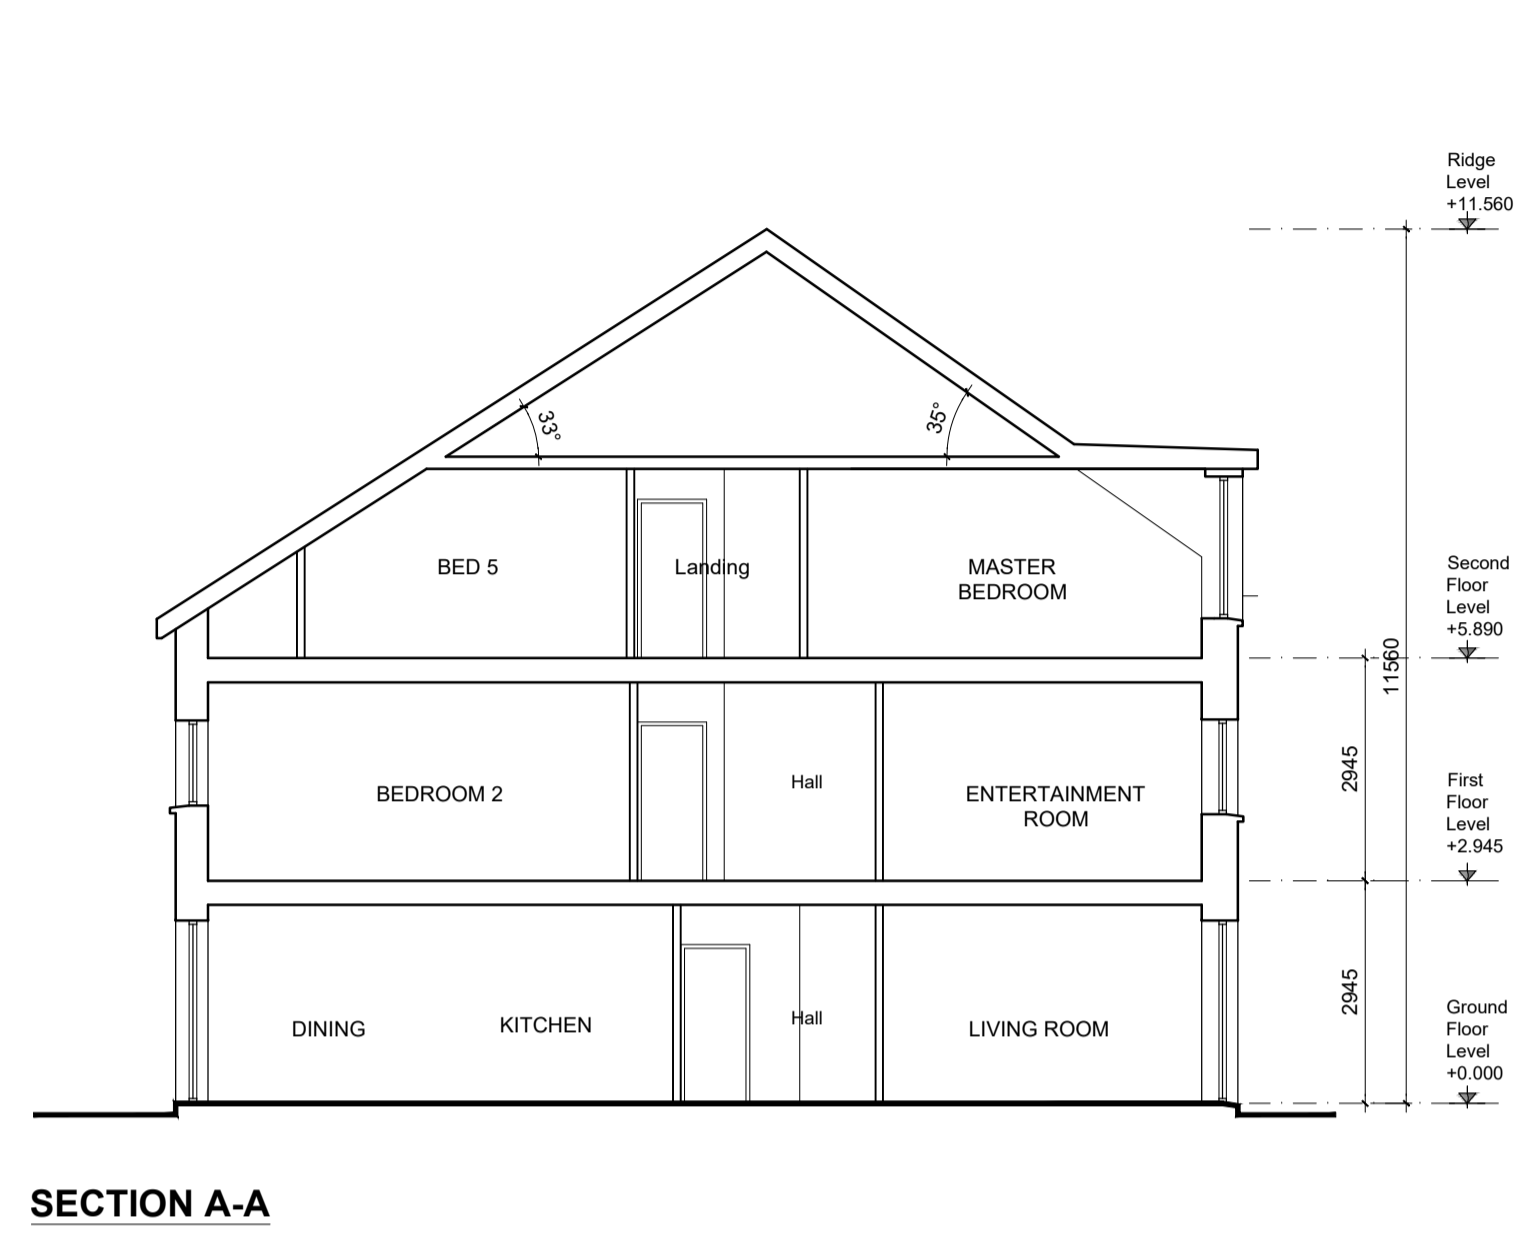 Ridge
Level
+11.560
33°
35°
BED 5
Landing
MASTER
BEDROOM
Second
Floor
Level
+5.890
11560
BEDROOM 2
Hall
ENTERTAINMENT
ROOM
2945
First
Floor
Level
+2.945
DINING
KITCHEN
Hall
LIVING ROOM
2945
Ground
Floor
Level
+0.000
SECTION A-A